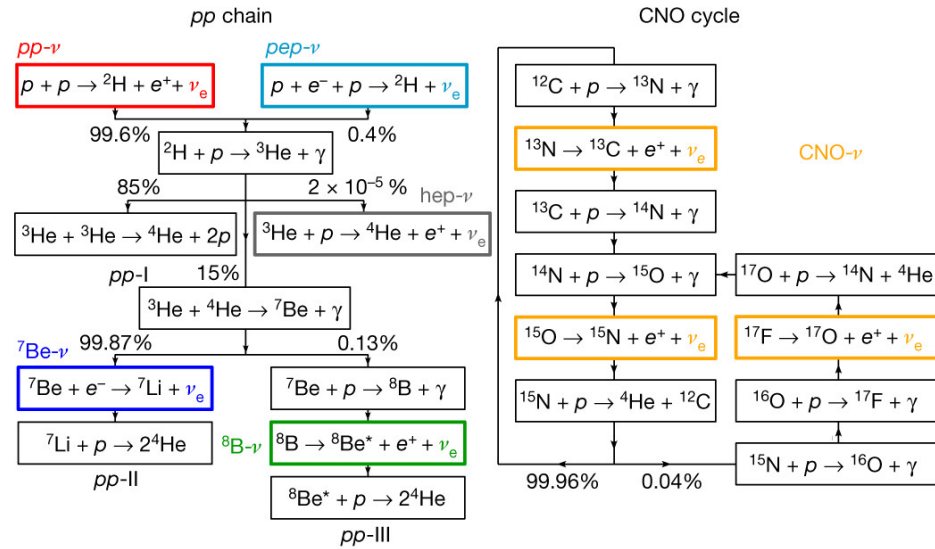 pp chain
pp-ν
pep-ν
p + p → ²H + e⁺ + νₑ
p + e⁻ + p → ²H + νₑ
99.6%
0.4%
²H + p → ³He + γ
85%
2 × 10⁻⁵ %
hep-ν
³He + ³He → ⁴He + 2p
³He + p → ⁴He + e⁺ + νₑ
pp-I
15%
³He + ⁴He → ⁷Be + γ
⁷Be-ν
99.87%
0.13%
⁷Be + e⁻ → ⁷Li + νₑ
⁷Be + p → ⁸B + γ
⁷Li + p → 2⁴He
⁸B-ν
⁸B → ⁸Be* + e⁺ + νₑ
pp-II
⁸Be* + p → 2⁴He
pp-III
CNO cycle
¹²C + p → ¹³N + γ
¹³N → ¹³C + e⁺ + νₑ
CNO-ν
¹³C + p → ¹⁴N + γ
¹⁴N + p → ¹⁵O + γ
¹⁷O + p → ¹⁴N + ⁴He
¹⁵O → ¹⁵N + e⁺ + νₑ
¹⁷F → ¹⁷O + e⁺ + νₑ
¹⁵N + p → ⁴He + ¹²C
¹⁶O + p → ¹⁷F + γ
99.96%
0.04%
¹⁵N + p → ¹⁶O + γ